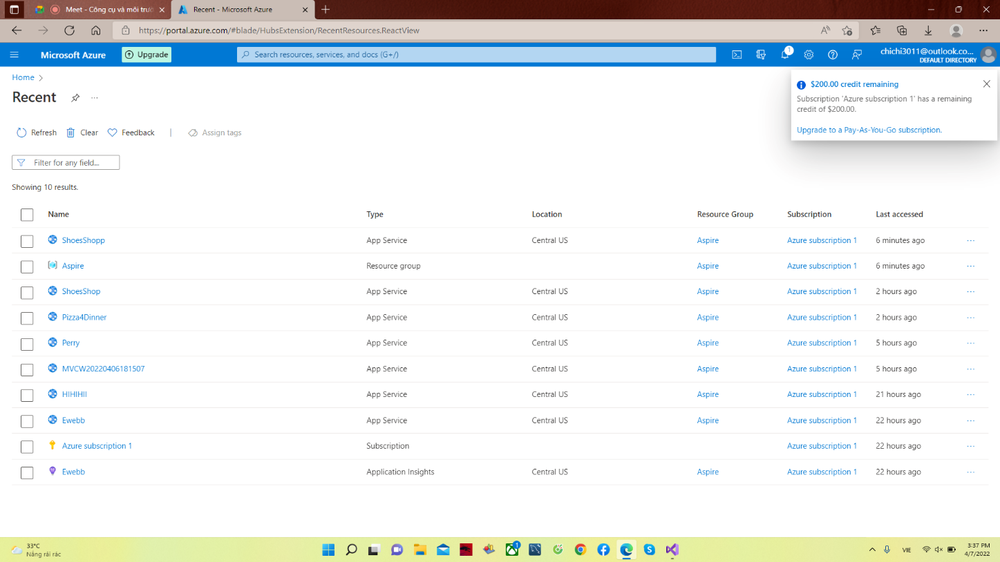 Meet - Công cụ và môi trườ
Recent - Microsoft Azure
https://portal.azure.com/#blade/HubsExtension/RecentResources.ReactView
Microsoft Azure
Upgrade
Search resources, services, and docs (G+/)
1
chichi3011@outlook.co...
DEFAULT DIRECTORY
Home
Recent
$200.00 credit remaining
Subscription 'Azure subscription 1' has a remaining
credit of $200.00.
Upgrade to a Pay-As-You-Go subscription.
Refresh Clear Feedback | Assign tags
Filter for any field...
Showing 10 results.
Name Type Location Resource Group Subscription Last accessed
ShoesShopp App Service Central US Aspire Azure subscription 1 6 minutes ago
Aspire Resource group Aspire Azure subscription 1 6 minutes ago
ShoesShop App Service Central US Aspire Azure subscription 1 2 hours ago
Pizza4Dinner App Service Central US Aspire Azure subscription 1 2 hours ago
Perry App Service Central US Aspire Azure subscription 1 5 hours ago
MVCW20220406181507 App Service Central US Aspire Azure subscription 1 5 hours ago
HIHIHII App Service Central US Aspire Azure subscription 1 21 hours ago
Ewebb App Service Central US Aspire Azure subscription 1 22 hours ago
Azure subscription 1 Subscription Azure subscription 1 22 hours ago
Ewebb Application Insights Central US Aspire Azure subscription 1 22 hours ago
33°C
Nắng rải rác
1
VIE
3:37 PM
4/7/2022